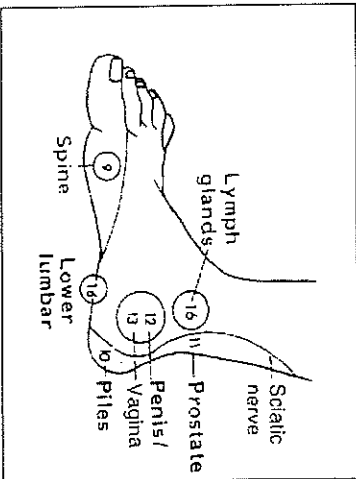 Sciatic
nerve
11
Prostate
Lymph
glands
16
12
Penis/
13
Vagina
10
Piles
16
Lower
lumbar
9
Spine